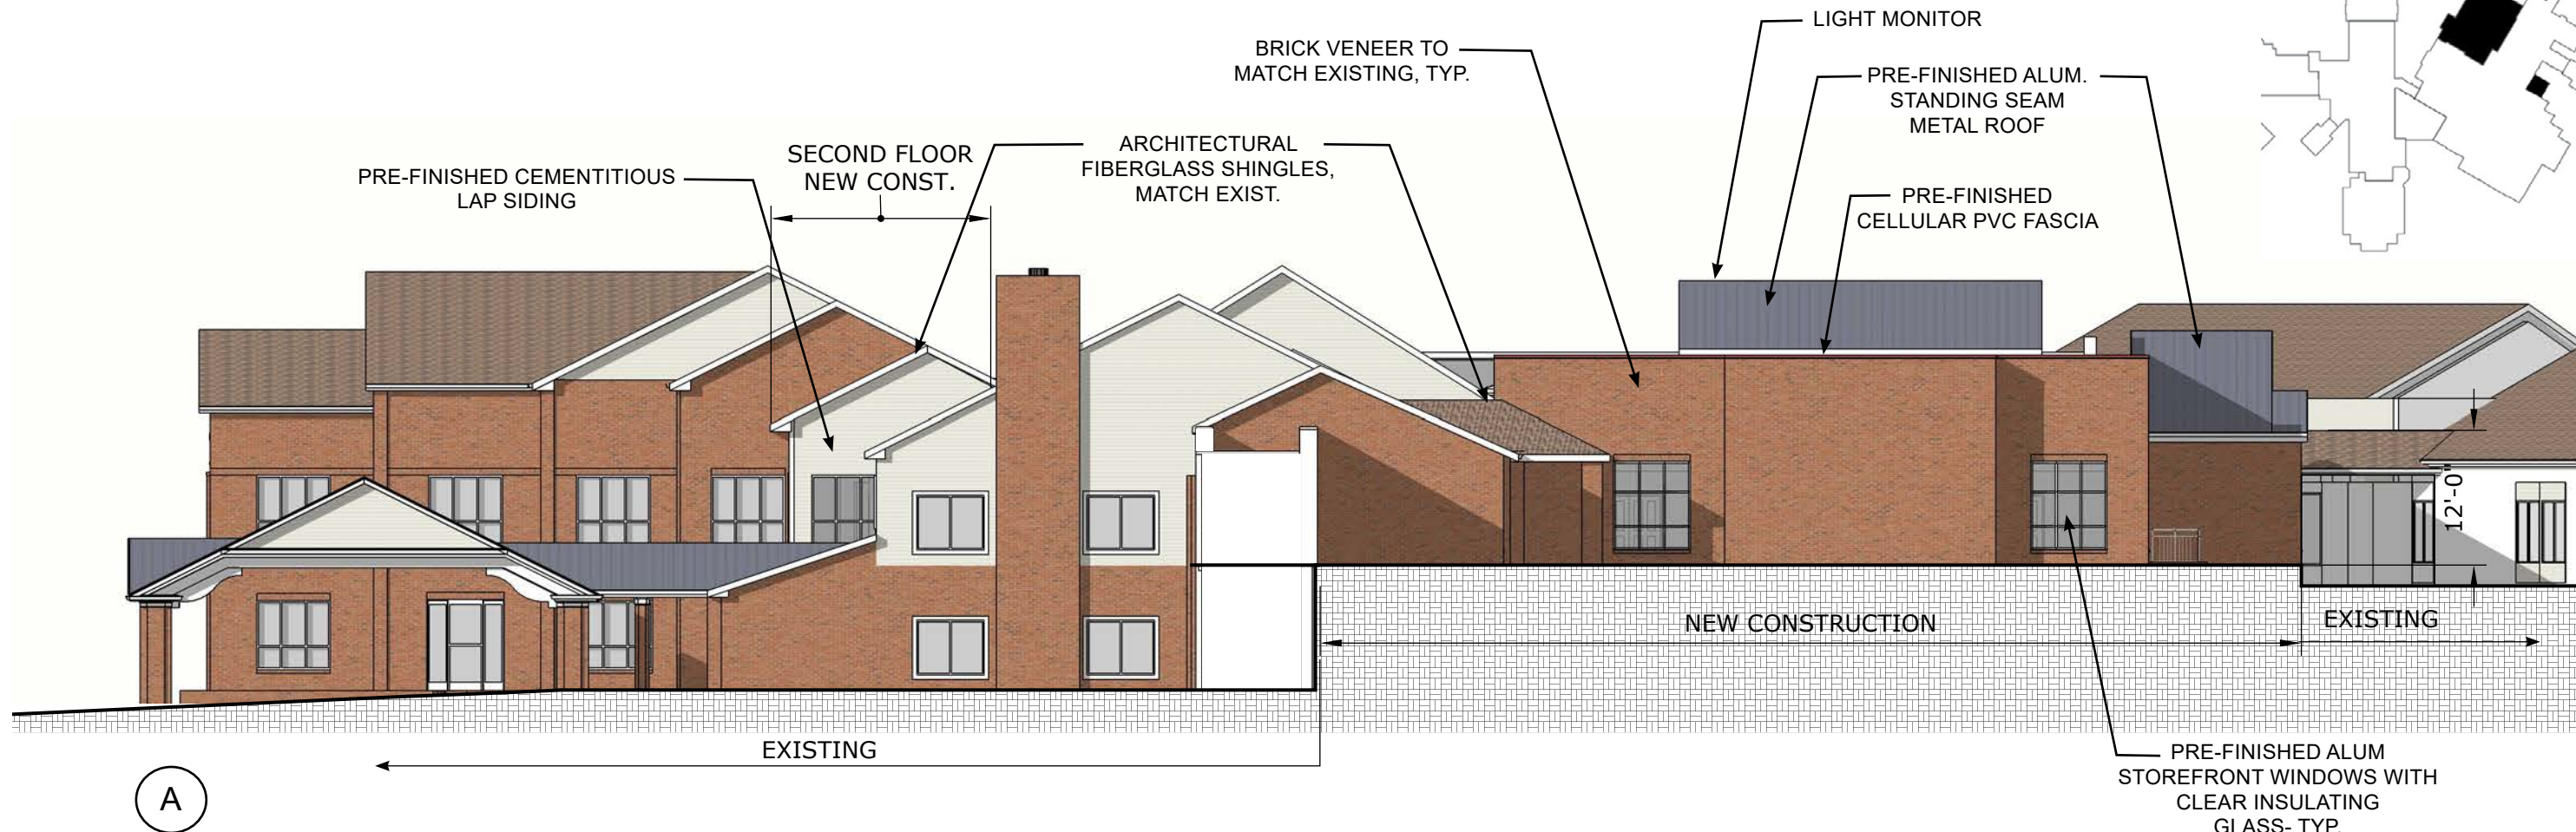 LIGHT MONITOR
BRICK VENEER TO
MATCH EXISTING, TYP.
PRE-FINISHED ALUM.
STANDING SEAM
METAL ROOF
ARCHITECTURAL
FIBERGLASS SHINGLES,
MATCH EXIST.
SECOND FLOOR
NEW CONST.
PRE-FINISHED CEMENTITIOUS
LAP SIDING
PRE-FINISHED
CELLULAR PVC FASCIA
12'-0"
NEW CONSTRUCTION
EXISTING
EXISTING
PRE-FINISHED ALUM
STOREFRONT WINDOWS WITH
CLEAR INSULATING
GLASS- TYP.
A